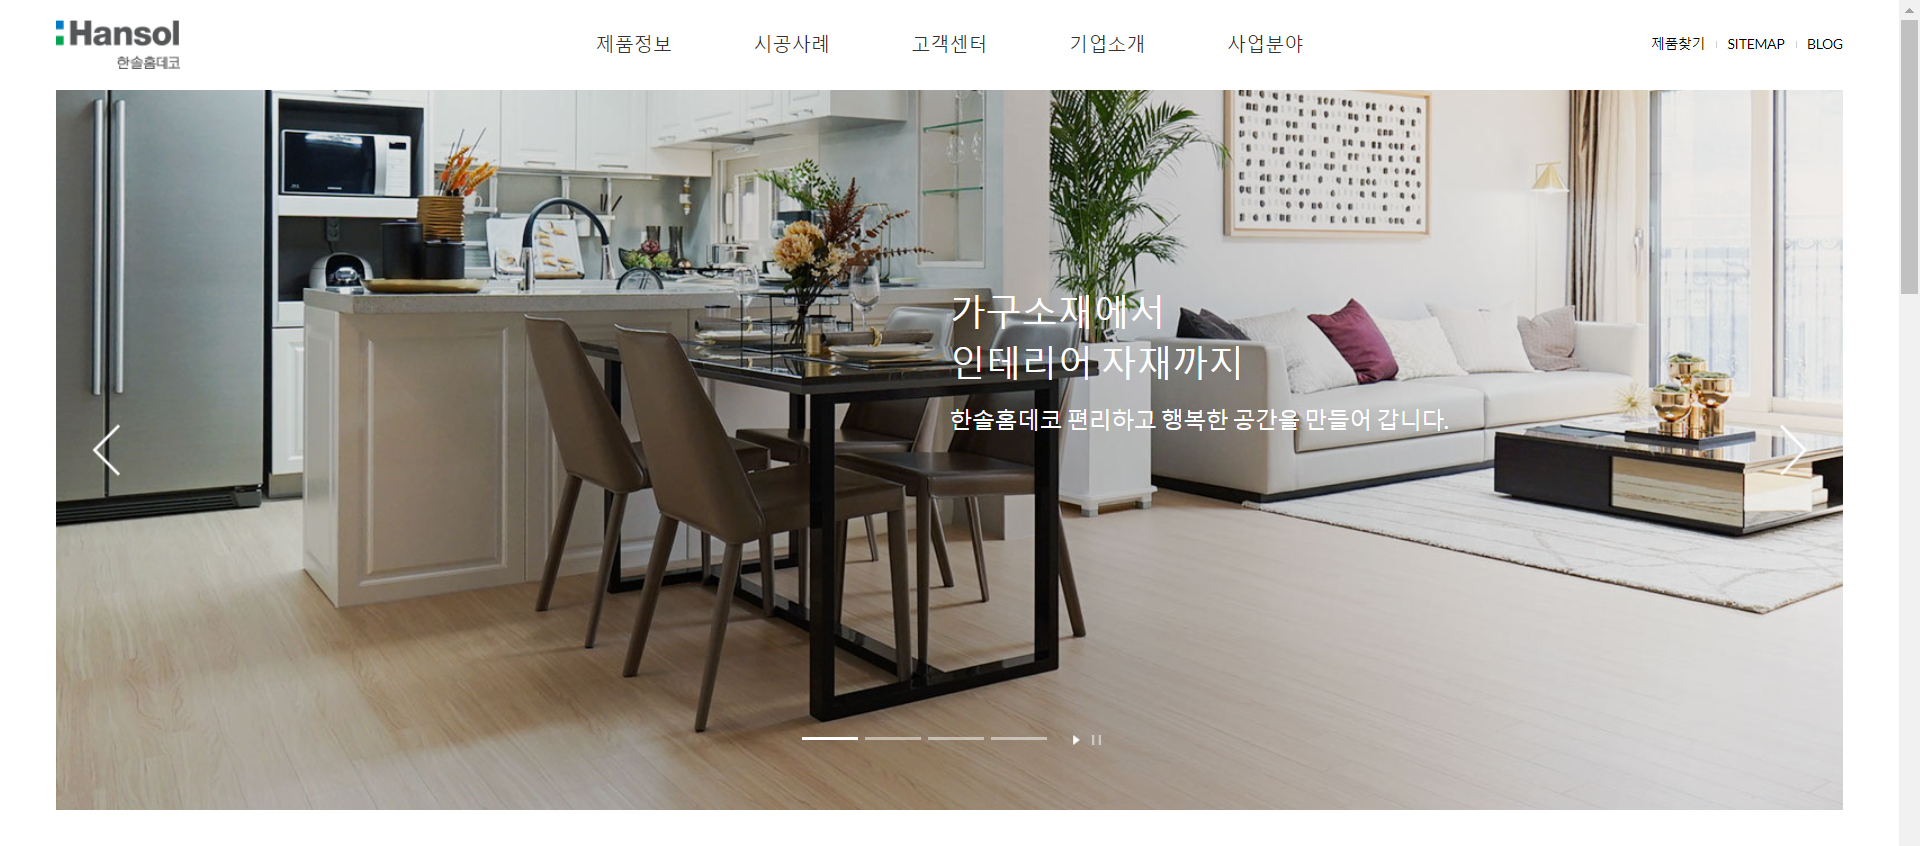 Hansol
한솔홈데코
제품정보 시공사례 고객센터 기업소개 사업분야
제품찾기 SITEMAP BLOG
가구소재에서
인테리어 자재까지
한솔홈데코 편리하고 행복한 공간을 만들어 갑니다.